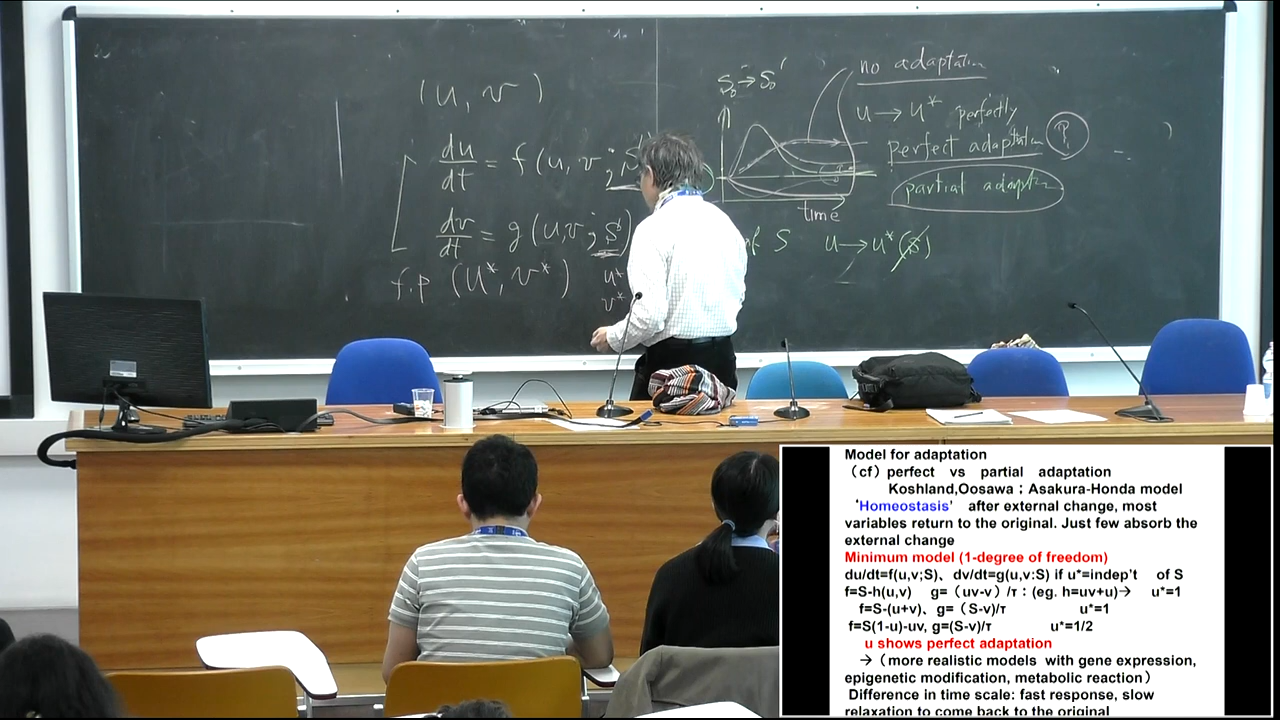 (u, v)
du/dt = f(u, v; S)
dv/dt = g(u, v; S)
f.p (u*, v*)
u*
v*
S₀ → S₀'
time
no adaptation
u → u* perfectly
perfect adaptation
partial adaptation
of S u → u*(S)
Model for adaptation
（cf）perfect vs partial adaptation
Koshland,Oosawa；Asakura-Honda model
‘Homeostasis’ after external change, most
variables return to the original. Just few absorb the
external change
Minimum model (1-degree of freedom)
du/dt=f(u,v;S)、dv/dt=g(u,v:S) if u*=indep’t of S
f=S-h(u,v) g=（uv-v）/τ：(eg. h=uv+u)→ u*=1
f=S-(u+v)、g=（S-v)/τ u*=1
f=S(1-u)-uv, g=(S-v)/τ u*=1/2
u shows perfect adaptation
→（more realistic models with gene expression,
epigenetic modification, metabolic reaction）
Difference in time scale: fast response, slow
relaxation to come back to the original